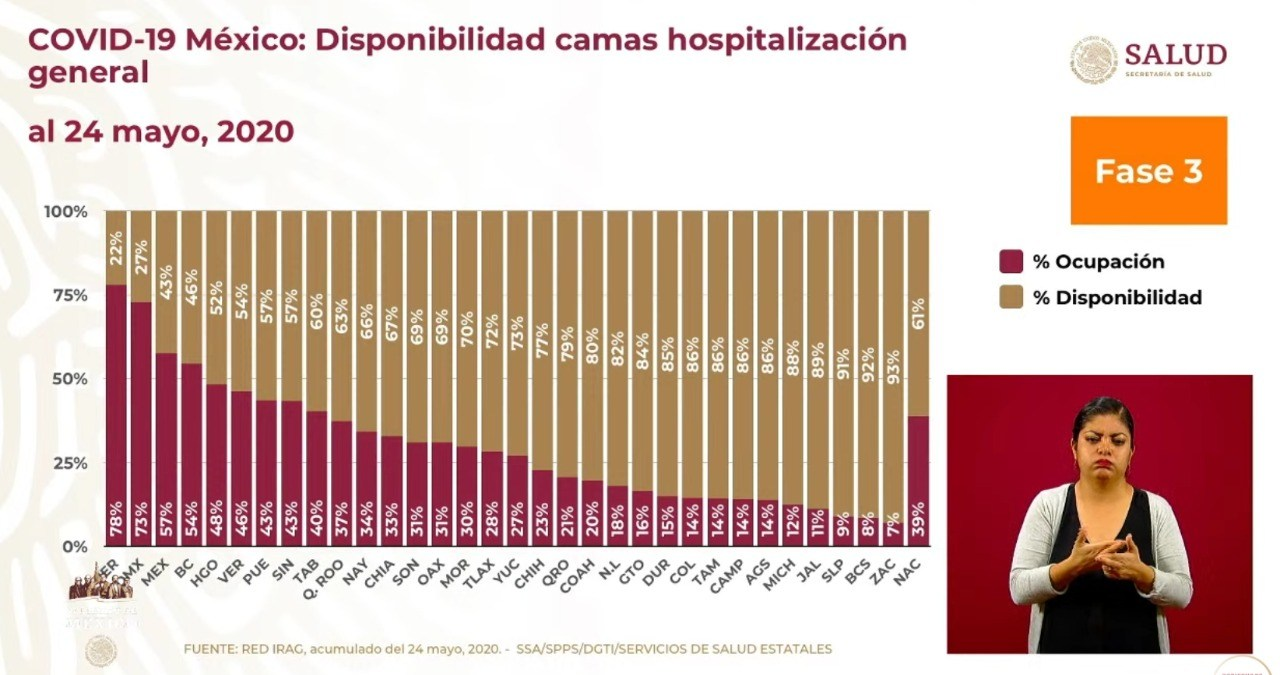 COVID-19 México: Disponibilidad camas hospitalización
general
al 24 mayo, 2020
SALUD
SECRETARÍA DE SALUD
Fase 3
% Ocupación
% Disponibilidad
100%
75%
50%
25%
0%
22% 27% 43% 46% 52% 54% 57% 57% 60% 63% 66% 67% 69% 69% 70% 72% 73% 77% 79% 80% 82% 84% 85% 86% 86% 86% 86% 88% 89% 91% 92% 93% 61%
78% 73% 57% 54% 48% 46% 43% 43% 40% 37% 34% 33% 31% 31% 30% 28% 27% 23% 21% 20% 18% 16% 15% 14% 14% 14% 14% 12% 11% 9% 8% 7% 39%
MEX BC HGO VER PUE SIN TAB Q.ROO NAY CHIA SON OAX MOR TLAX YUC CHIH QRO COAH N.L GTO DUR COL TAM CAMP AGS MICH JAL SLP BCS ZAC NAC
FUENTE: RED IRAG, acumulado del 24 mayo, 2020. - SSA/SPPS/DGTI/SERVICIOS DE SALUD ESTATALES